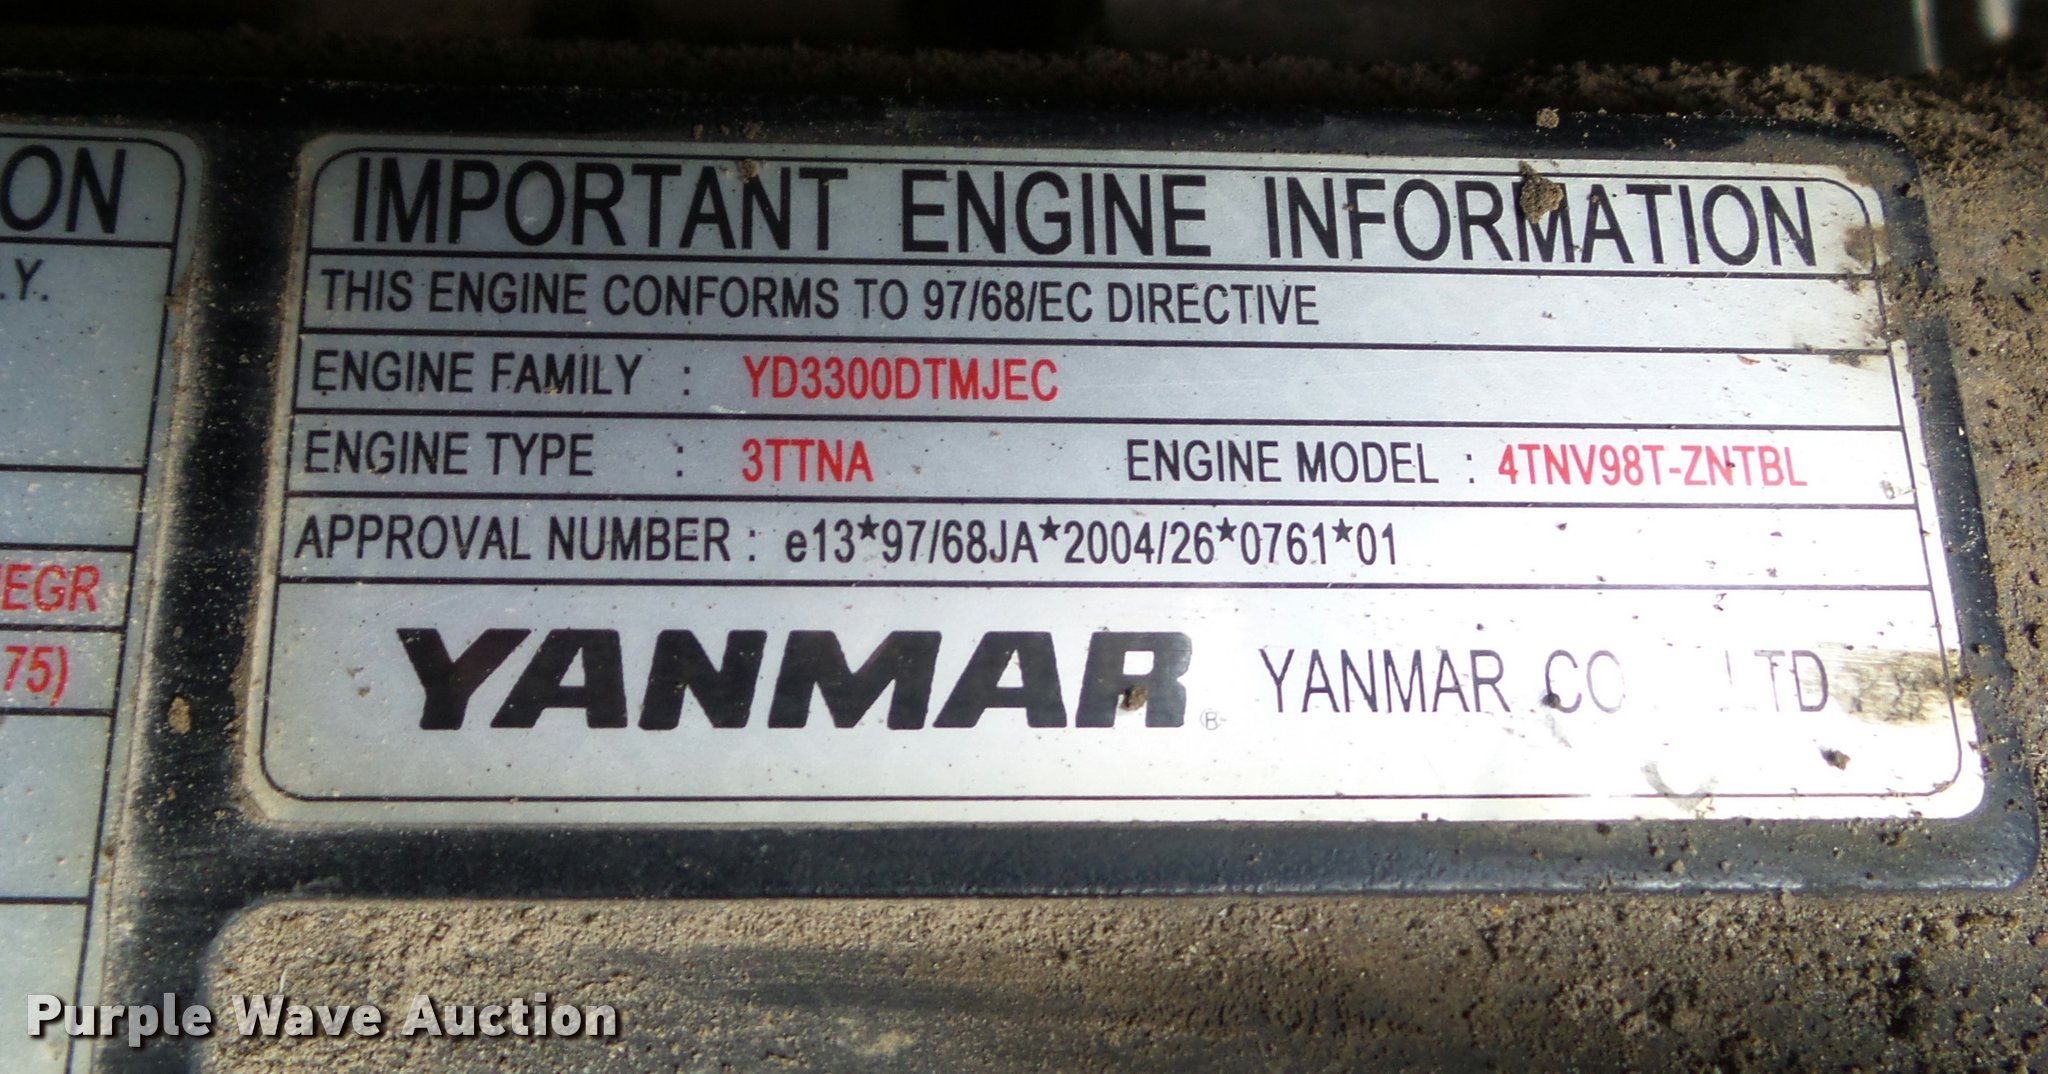 ON
.Y.
EGR
75)
IMPORTANT ENGINE INFORMATION
THIS ENGINE CONFORMS TO 97/68/EC DIRECTIVE
ENGINE FAMILY : YD3300DTMJEC
ENGINE TYPE : 3TTNA ENGINE MODEL : 4TNV98T-ZNTBL
APPROVAL NUMBER : e13*97/68JA*2004/26*0761*01
YANMAR® YANMAR CO LTD
Purple Wave Auction